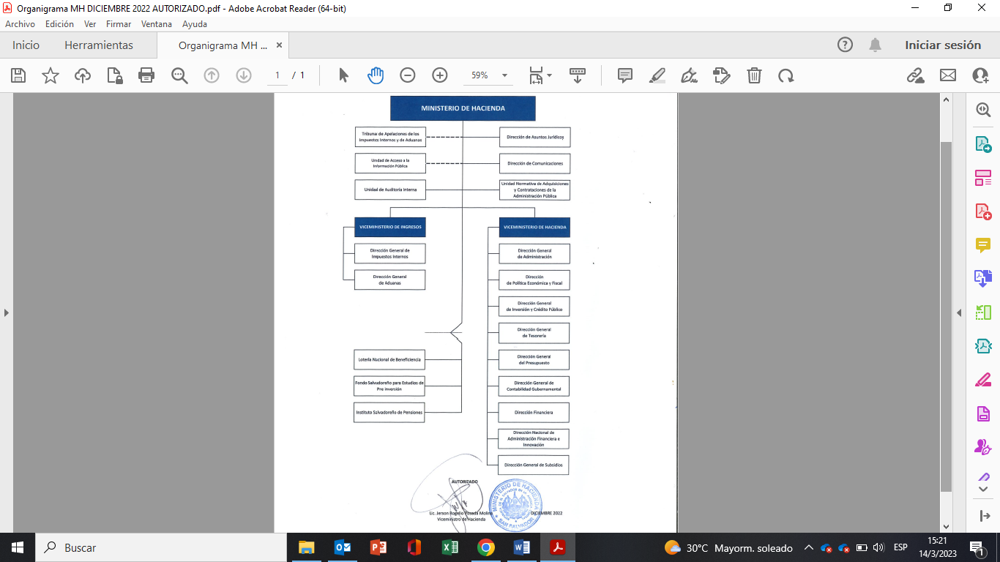 Organigrama MH DICIEMBRE 2022 AUTORIZADO.pdf - Adobe Acrobat Reader (64-bit)
Archivo Edición Ver Firmar Ventana Ayuda
Inicio Herramientas Organigrama MH ... × Iniciar sesión
1 / 1 59%
MINISTERIO DE HACIENDA
Tribunal de Apelaciones de los
Impuestos Internos y de Aduanas
Dirección de Asuntos Jurídicos
Unidad de Acceso a la
Información Pública
Dirección de Comunicaciones
Unidad de Auditoría Interna
Unidad Normativa de Adquisiciones
y Contrataciones de la
Administración Pública
VICEMINISTERIO DE INGRESOS
VICEMINISTERIO DE HACIENDA
Dirección General de
Impuestos Internos
Dirección General
de Administración
Dirección General
de Aduanas
Dirección
de Política Económica y Fiscal
Dirección General
de Inversión y Crédito Público
Dirección General
de Tesorería
Lotería Nacional de Beneficencia
Dirección General
del Presupuesto
Fondo Salvadoreño para Estudios de
Pre inversión
Dirección General de
Contabilidad Gubernamental
Instituto Salvadoreño de Pensiones
Dirección Financiera
Dirección Nacional de
Administración Financiera e
Innovación
Dirección General de Subsidios
AUTORIZADO
MINISTERIO DE HACIENDA
SAN SALVADOR
Lic. Jerson Rogelio Posada Molina
DICIEMBRE 2022
Viceministro de Hacienda
Buscar
30°C Mayorm. soleado
ESP
15:21
14/3/2023
1